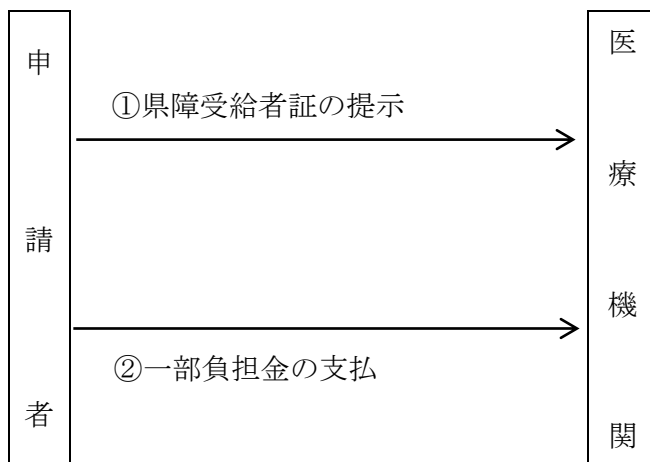 申請者
①県障受給者証の提示
②一部負担金の支払
医療機関